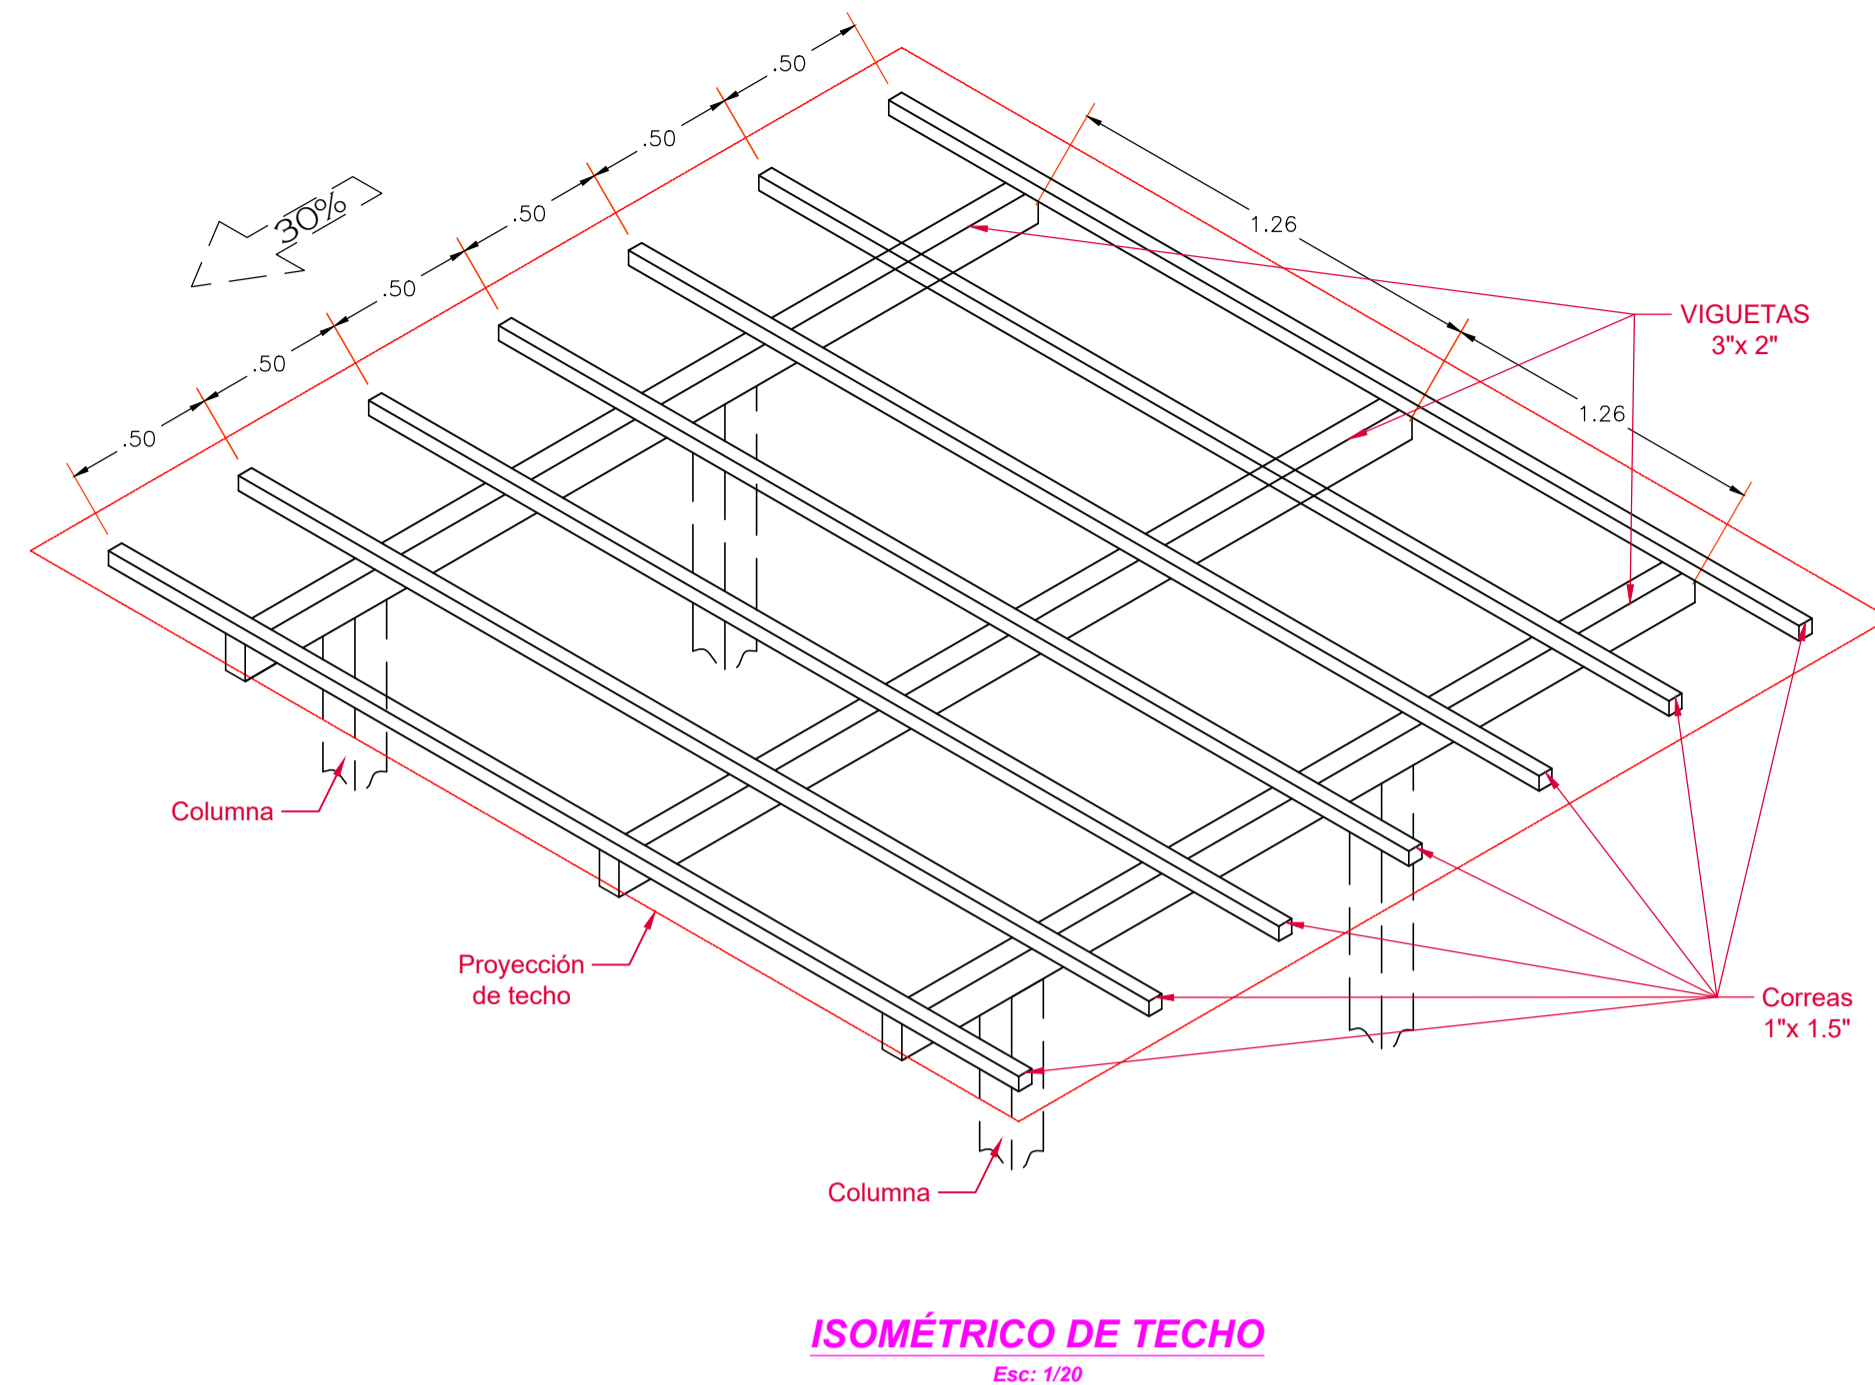 .50
.50
.50
.50
.50
.50
30%
1.26
1.26
VIGUETAS
3"x 2"
Columna
Proyección
de techo
Correas
1"x 1.5"
Columna
ISOMÉTRICO DE TECHO
Esc: 1/20